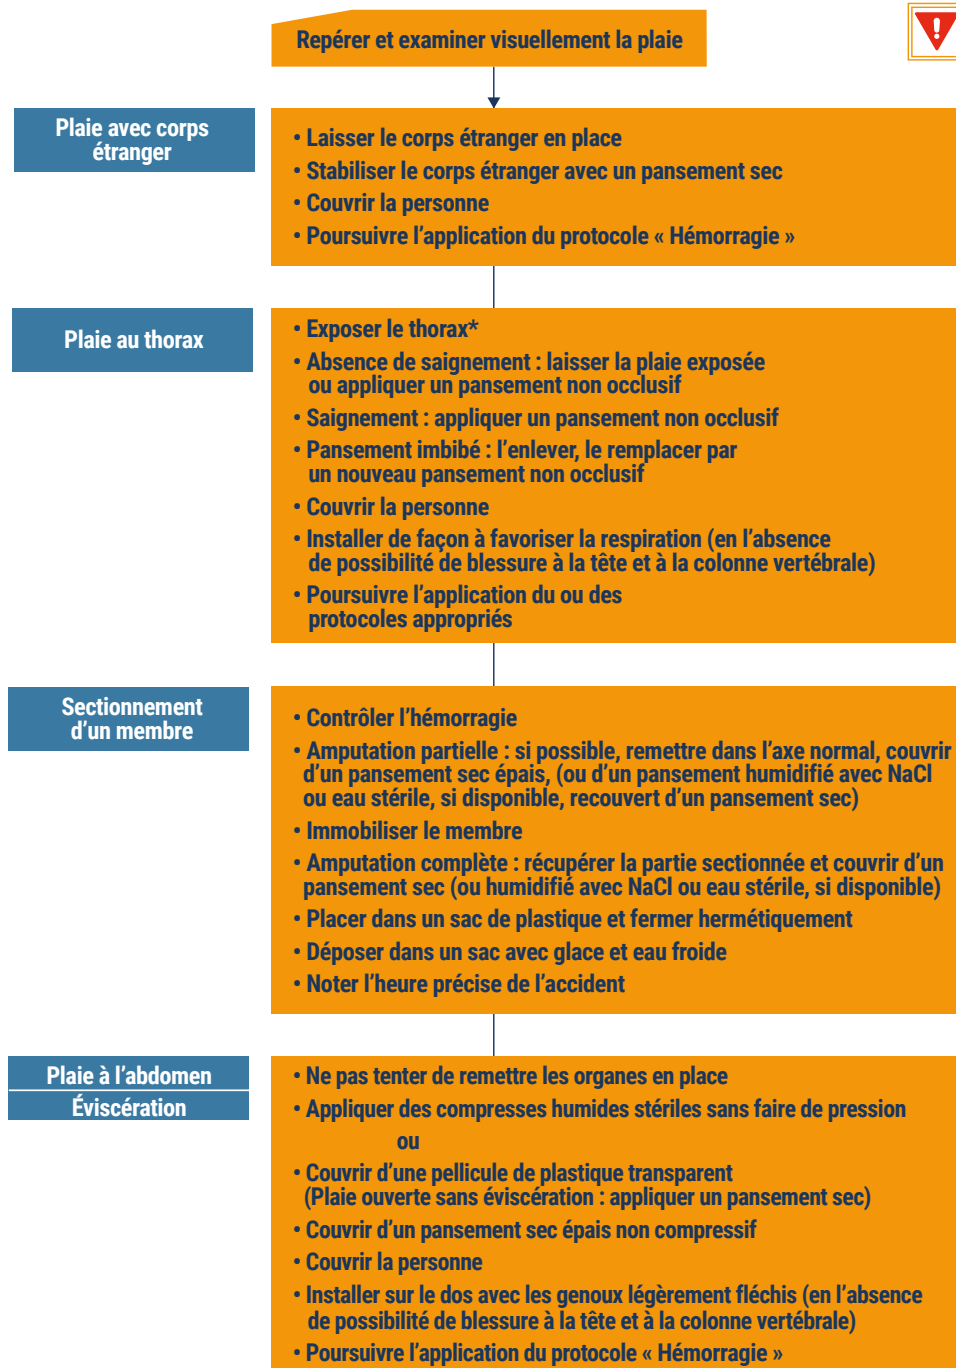 Repérer et examiner visuellement la plaie
!
Plaie avec corps
étranger
• Laisser le corps étranger en place
• Stabiliser le corps étranger avec un pansement sec
• Couvrir la personne
• Poursuivre l’application du protocole « Hémorragie »
Plaie au thorax
• Exposer le thorax*
• Absence de saignement : laisser la plaie exposée
ou appliquer un pansement non occlusif
• Saignement : appliquer un pansement non occlusif
• Pansement imbibé : l’enlever, le remplacer par
un nouveau pansement non occlusif
• Couvrir la personne
• Installer de façon à favoriser la respiration (en l’absence
de possibilité de blessure à la tête et à la colonne vertébrale)
• Poursuivre l’application du ou des
protocoles appropriés
Sectionnement
d’un membre
• Contrôler l’hémorragie
• Amputation partielle : si possible, remettre dans l’axe normal, couvrir
d’un pansement sec épais, (ou d’un pansement humidifié avec NaCl
ou eau stérile, si disponible, recouvert d’un pansement sec)
• Immobiliser le membre
• Amputation complète : récupérer la partie sectionnée et couvrir d’un
pansement sec (ou humidifié avec NaCl ou eau stérile, si disponible)
• Placer dans un sac de plastique et fermer hermétiquement
• Déposer dans un sac avec glace et eau froide
• Noter l’heure précise de l’accident
Plaie à l’abdomen
Éviscération
• Ne pas tenter de remettre les organes en place
• Appliquer des compresses humides stériles sans faire de pression
ou
• Couvrir d’une pellicule de plastique transparent
(Plaie ouverte sans éviscération : appliquer un pansement sec)
• Couvrir d’un pansement sec épais non compressif
• Couvrir la personne
• Installer sur le dos avec les genoux légèrement fléchis (en l’absence
de possibilité de blessure à la tête et à la colonne vertébrale)
• Poursuivre l’application du protocole « Hémorragie »